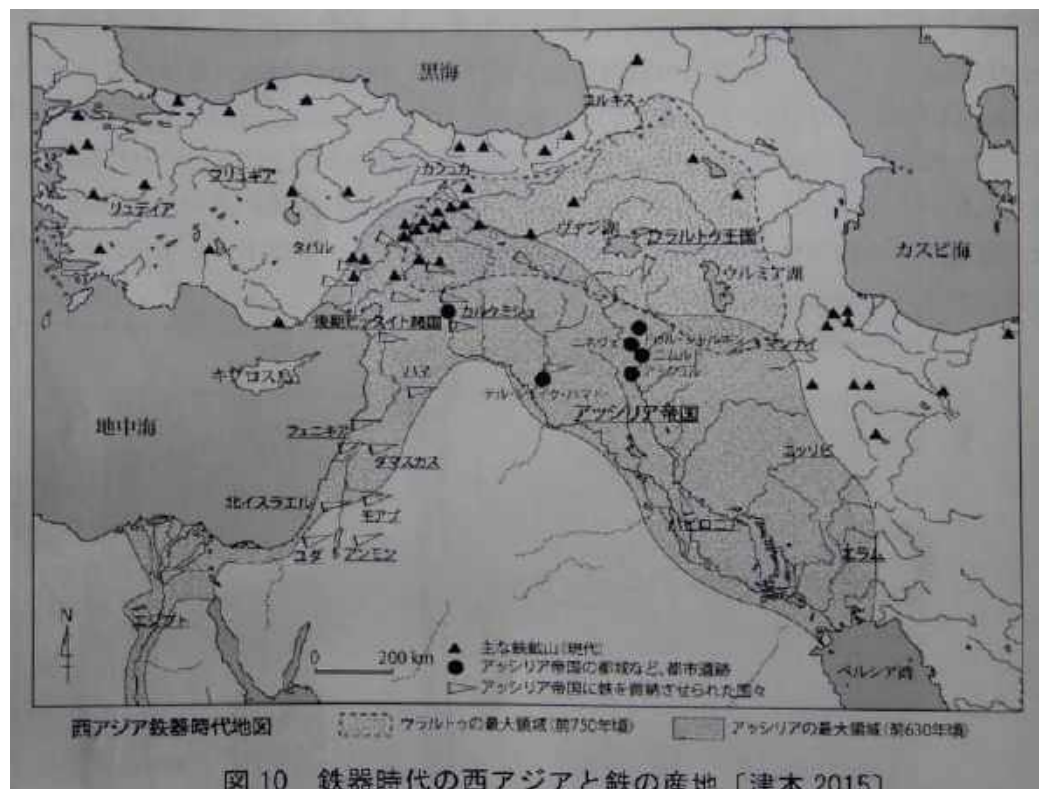 黒海
コルキス
カシュカ
フリュギア
リュディア
タバル
ヴァン湖
ウラルトゥ王国
カスピ海
ウルミア湖
後期ヒッタイト諸国
カルケミシュ
ニネヴェ
ニムルド
アッシュル
マンナイ
キプロス島
ハマ
テル・シェイク・ハマド
アッシリア帝国
地中海
フェニキア
ダマスカス
エッリピ
北イスラエル
モアブ
バビロニア
ユダ
アンモン
エラム
エジプト
N
0 200 km
主な鉄鉱山(現代)
アッシリア帝国の都城など、都市遺跡
アッシリア帝国に鉄を貢納させられた国々
ペルシア湾
西アジア鉄器時代地図
ウラルトゥの最大領域(前750年頃)
アッシリアの最大領域(前630年頃)
図10 鉄器時代の西アジアと鉄の産地〔津本 2015〕